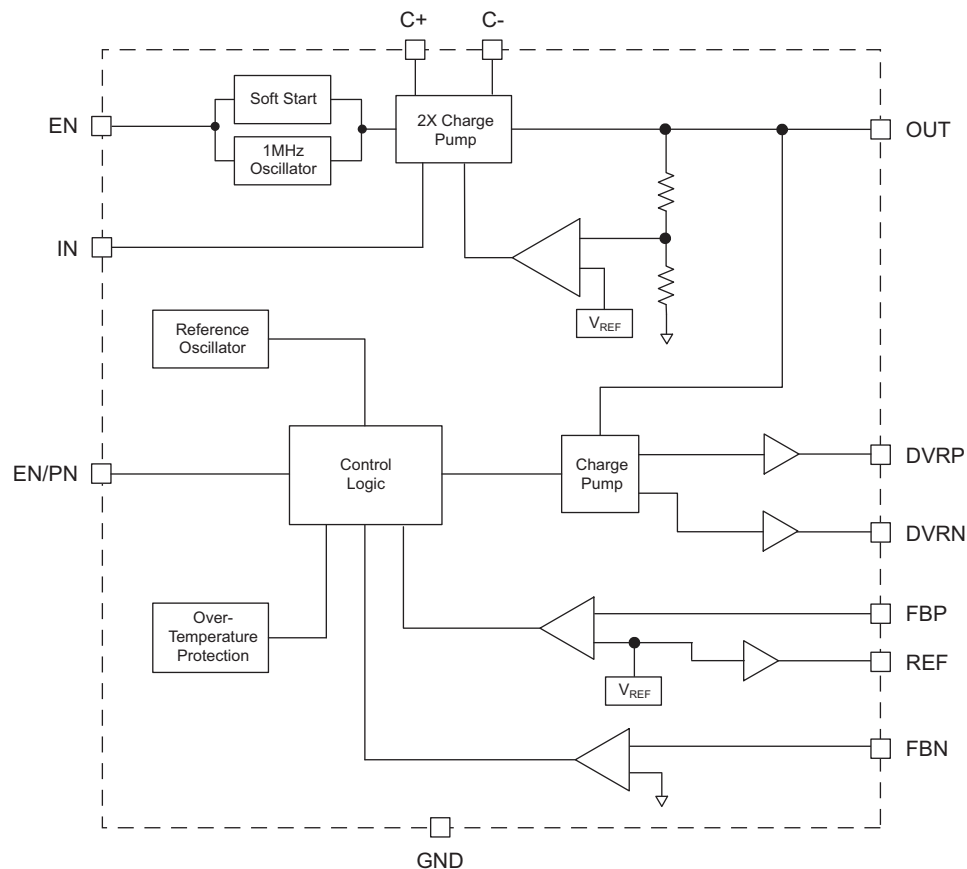 C+ C-
Soft Start
EN
2X Charge
Pump
OUT
1MHz
Oscillator
IN
VREF
Reference
Oscillator
EN/PN
Control
Logic
Charge
Pump
DVRP
DVRN
Over-
Temperature
Protection
FBP
REF
VREF
FBN
GND